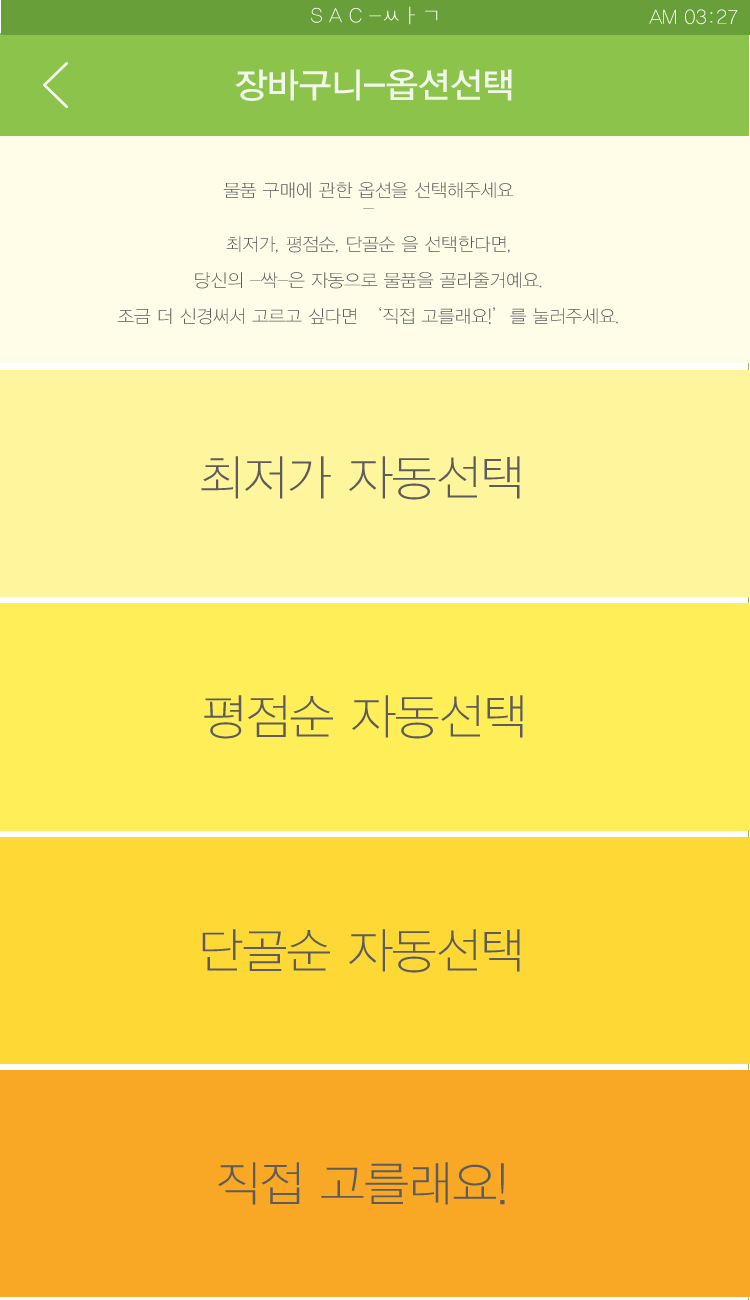 SAC-ㅆㅏㄱ
AM 03:27
장바구니-옵션선택
물품 구매에 관한 옵션을 선택해주세요
-
최저가, 평점순, 단골순 을 선택한다면,
당신의 -싹-은 자동으로 물품을 골라줄거예요.
조금 더 신경써서 고르고 싶다면 ‘직접 고를래요!’ 를 눌러주세요.
최저가 자동선택
평점순 자동선택
단골순 자동선택
직접 고를래요!